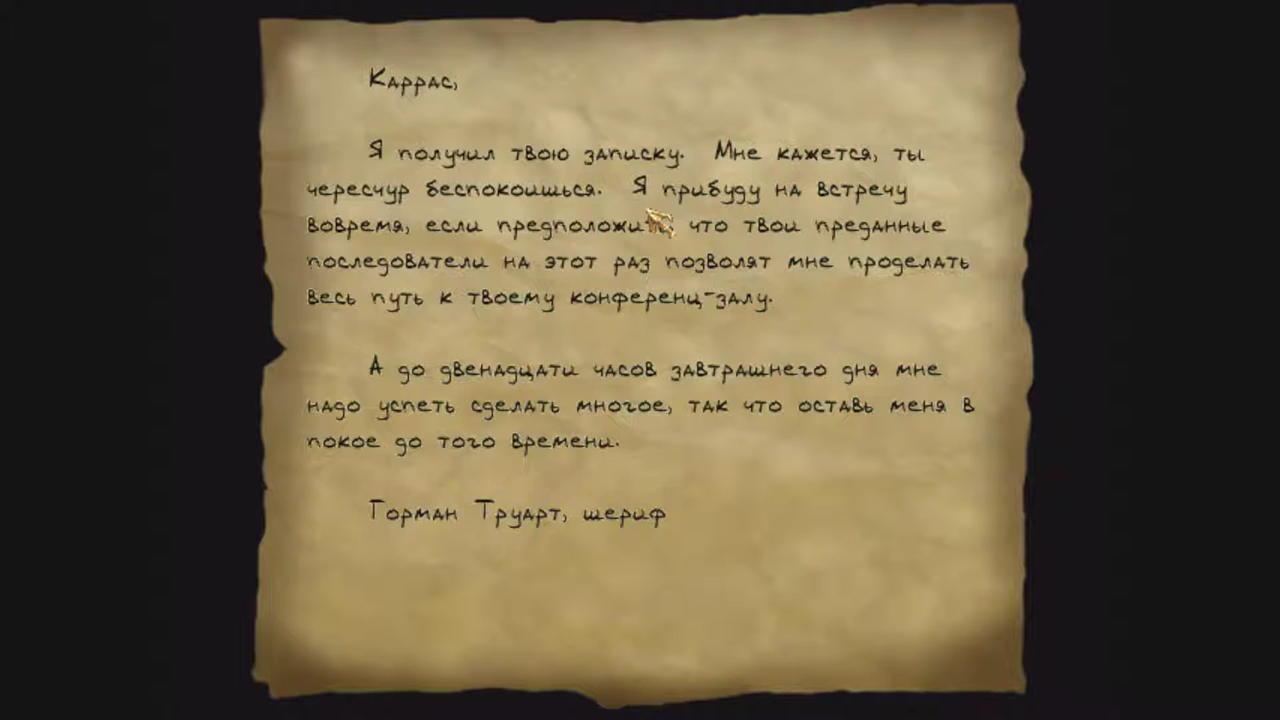 Каррас,
Я получил твою записку. Мне кажется, ты
чересчур беспокоишься. Я прибуду на встречу
вовремя, если что твои преданные
последователи на этот раз позволят мне проделать
весь путь к твоему конференц-залу.
А до двенадцати часов завтрашнего дня мне
надо успеть сделать многое, так что оставь меня в
покое до того времени.
Горман Труарт, шериф